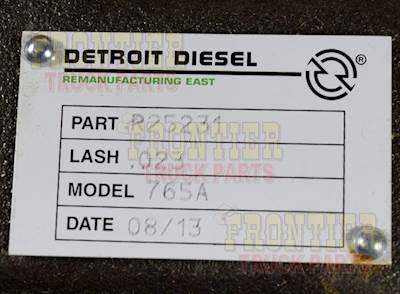 DETROIT DIESEL
®
REMANUFACTURING EAST
PART R25231
LASH .023
MODEL 765A
DATE 08/13
FRONTIER
TRUCK PARTS
FRONTIER
TRUCK PARTS
FRONTIER
TRUCK PARTS